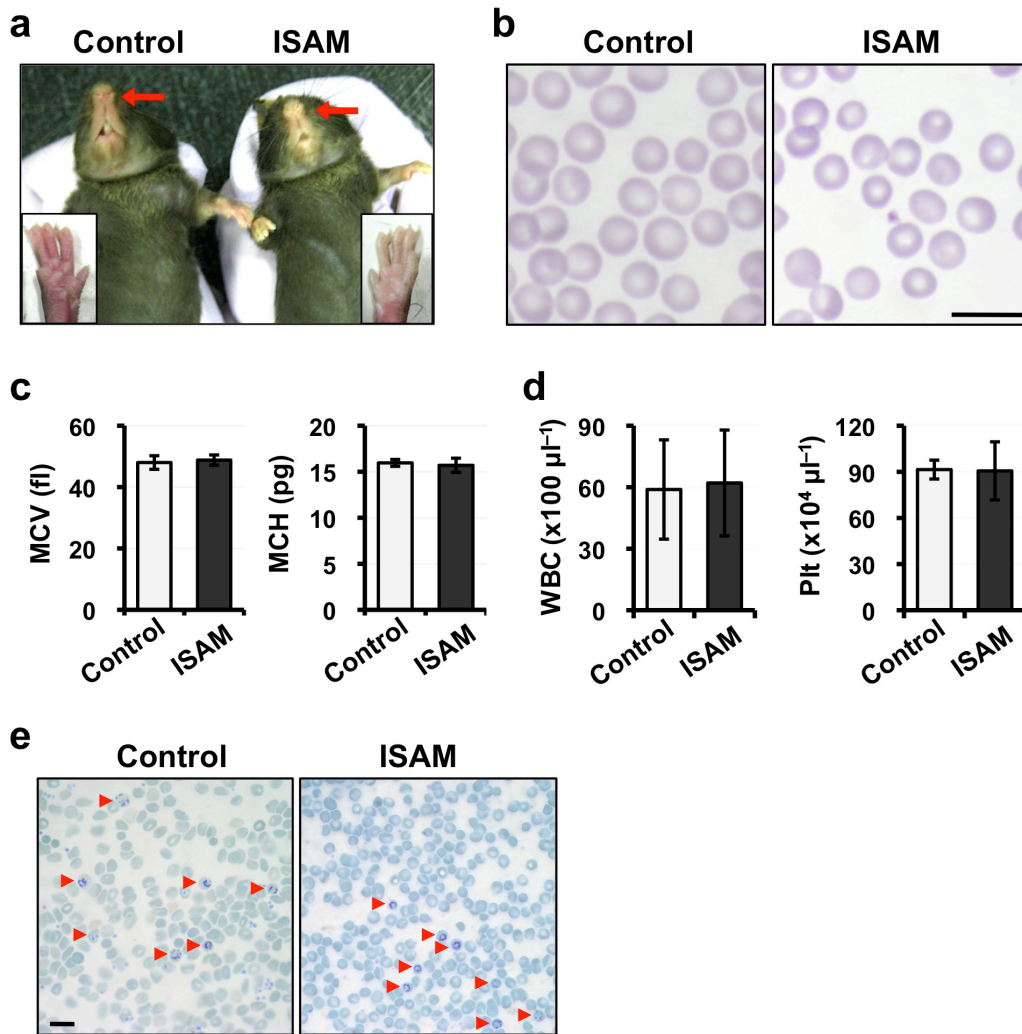 a
Control ISAM
b
Control ISAM
c
MCV (fl)
60
40
20
0
Control
ISAM
MCH (pg)
20
15
10
5
0
Control
ISAM
d
WBC (x100 µl⁻¹)
90
60
30
0
Control
ISAM
Plt (x10⁴ µl⁻¹)
120
90
60
30
0
Control
ISAM
e
Control ISAM